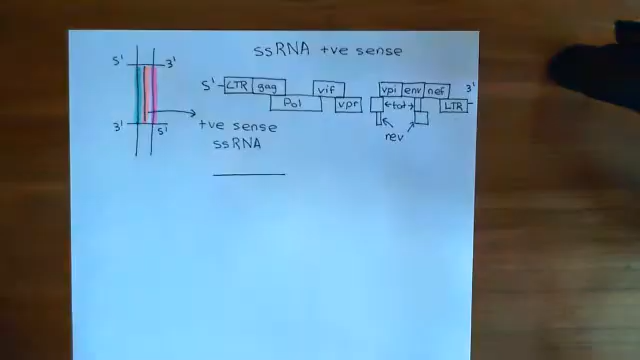 ssRNA +ve sense
5' 3'
5' LTR gag vif vpi env nef 3'
Pol vpr tat LTR
rev
3' 5'
+ve sense
ssRNA